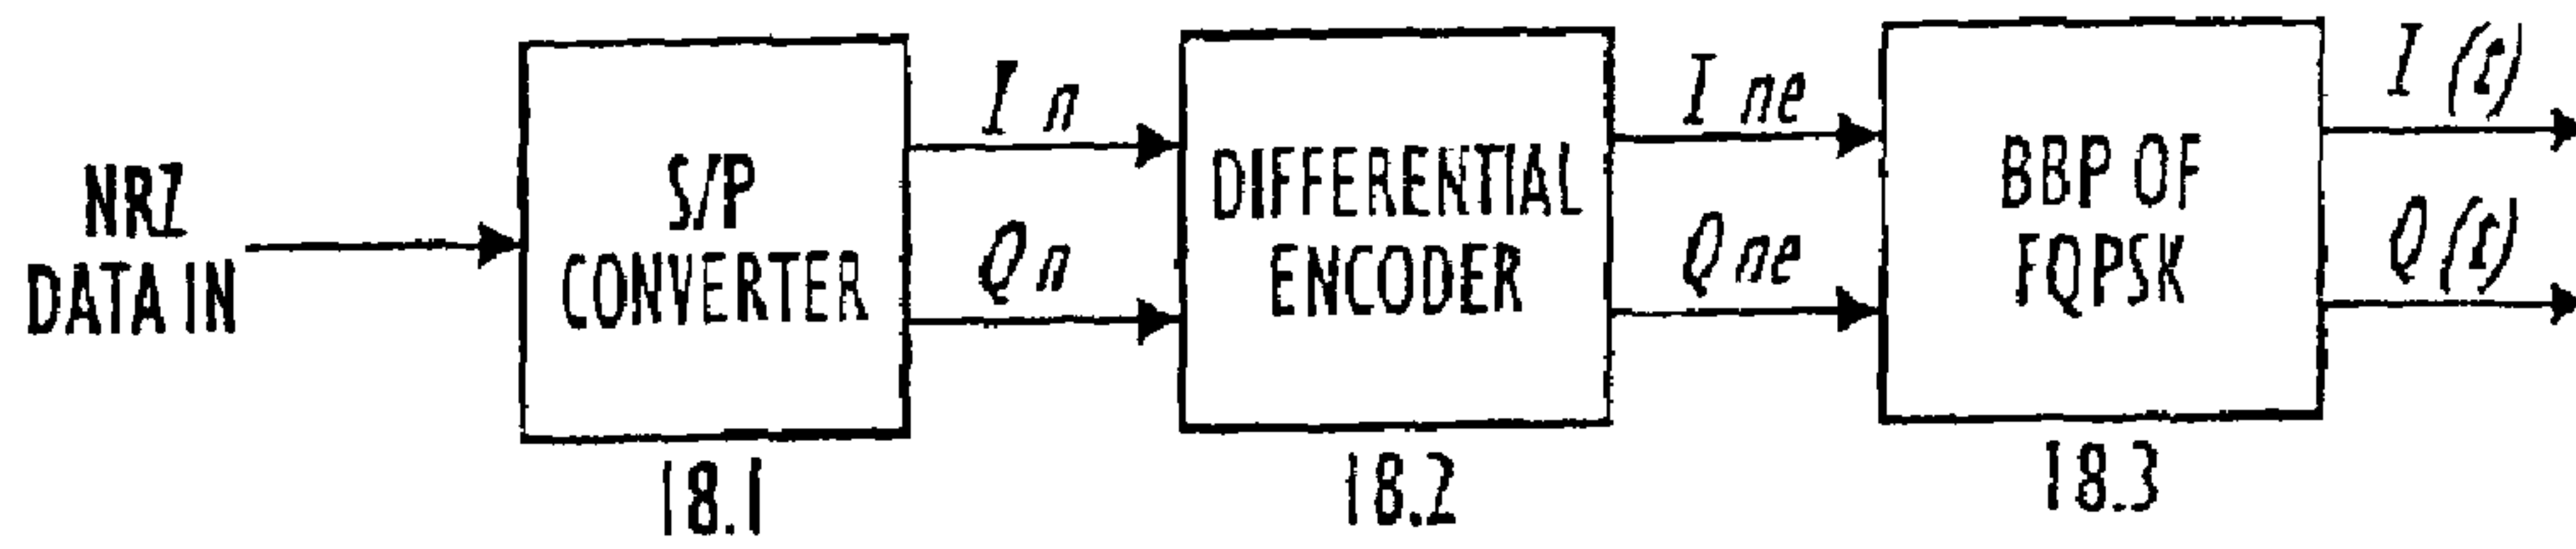 NRZ
DATA IN
S/P
CONVERTER
18.1
I n
Q n
DIFFERENTIAL
ENCODER
18.2
I ne
Q ne
BBP OF
FQPSK
18.3
I (t)
Q (t)